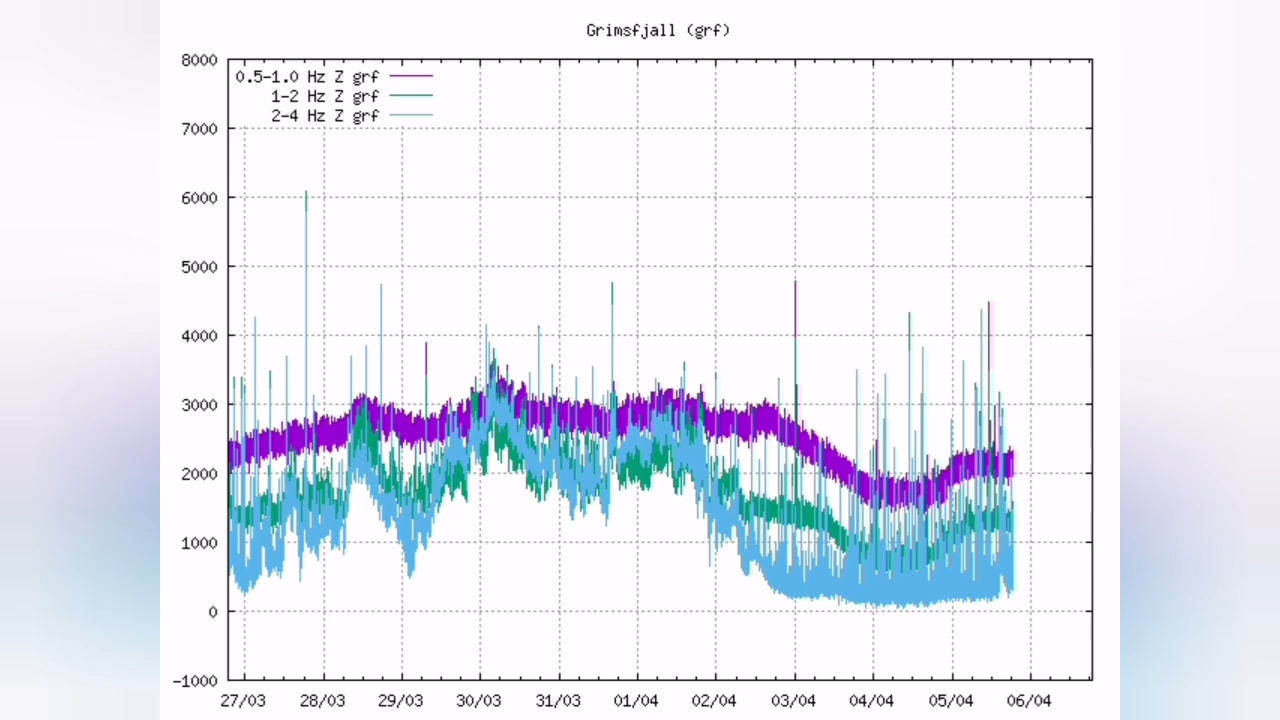 Grimsfjall (grf)
8000
0.5-1.0 Hz Z grf
1-2 Hz Z grf
2-4 Hz Z grf
7000
6000
5000
4000
3000
2000
1000
0
-1000
27/03 28/03 29/03 30/03 31/03 01/04 02/04 03/04 04/04 05/04 06/04